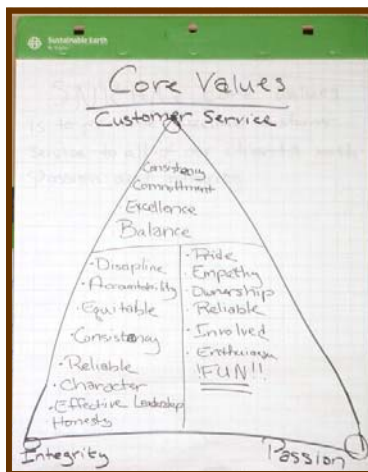 Sustainable Earth
Core Values
Customer Service
Consistency
Committment
Excellence
Balance
· Discipline
· Accountability
Equitable
· Consistency
· Reliable
· Character
· Effective Leadership
· Honesty
· Pride
· Empathy
· Ownership
· Reliable
· Involved
· Enthusiasm
!FUN!!
Integrity
Passion